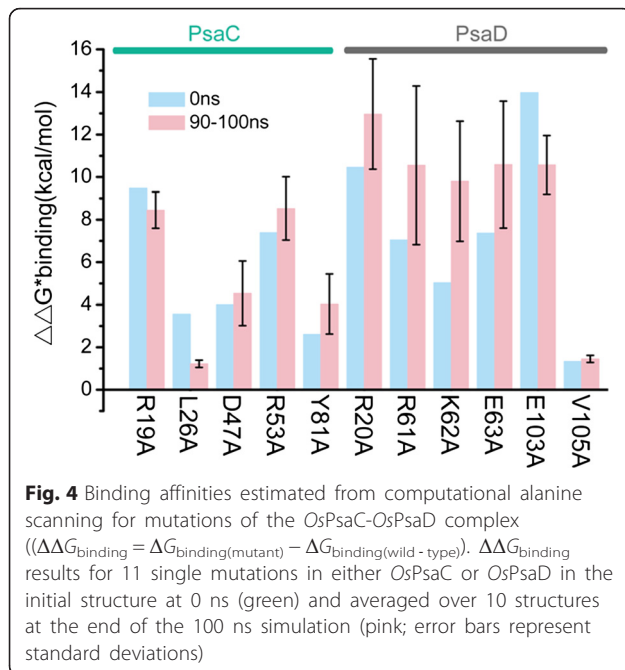 PsaC PsaD
16
14
12
10
8
6
4
2
0
△△G*binding(kcal/mol)
0ns
90-100ns
R19A L26A D47A R53A Y81A R20A R61A K62A E63A E103A V105A
Fig. 4 Binding affinities estimated from computational alanine
scanning for mutations of the OsPsaC-OsPsaD complex
((ΔΔGbinding = ΔGbinding(mutant) − ΔGbinding(wild - type)). ΔΔGbinding
results for 11 single mutations in either OsPsaC or OsPsaD in the
initial structure at 0 ns (green) and averaged over 10 structures
at the end of the 100 ns simulation (pink; error bars represent
standard deviations)